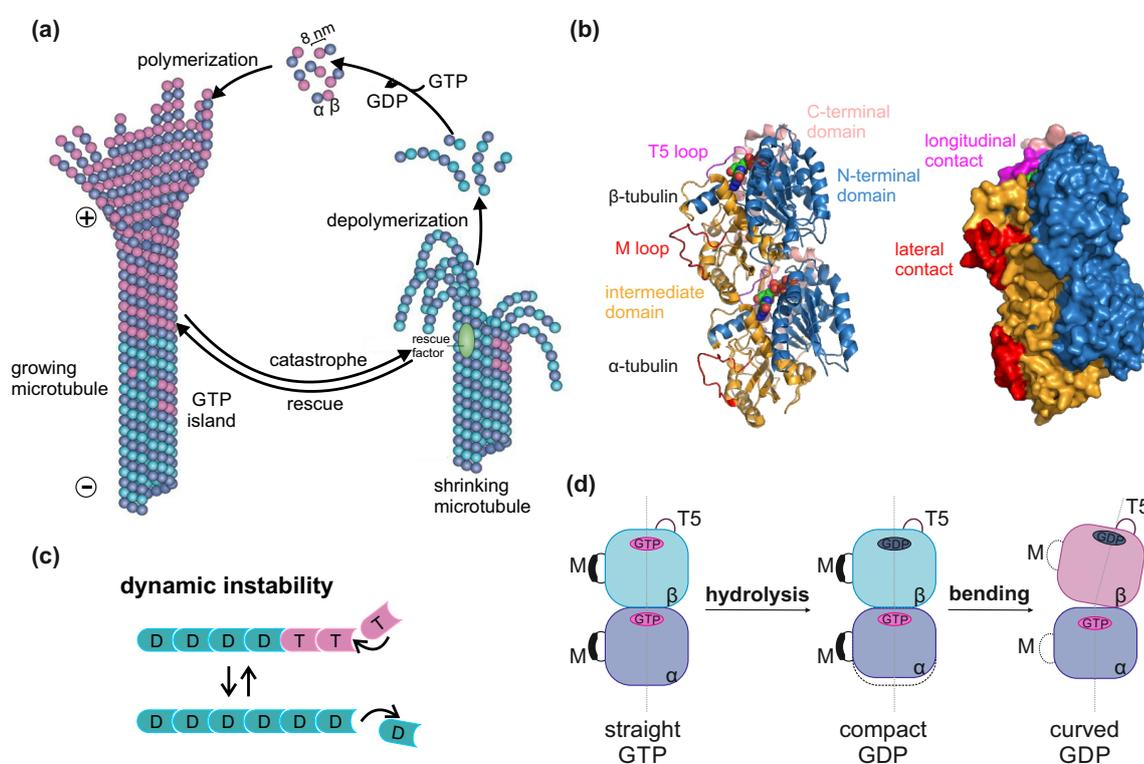 (a)
8 nm
polymerization
GTP
GDP
α β
+
depolymerization
rescue
factor
catastrophe
rescue
growing
microtubule
GTP
island
−
shrinking
microtubule
(b)
C-terminal
domain
T5 loop
N-terminal
domain
β-tubulin
M loop
intermediate
domain
α-tubulin
longitudinal
contact
lateral
contact
(c)
dynamic instability
D D D D T T T
D D D D D D D
(d)
T5
GTP
M
β
GTP
M
α
straight
GTP
hydrolysis
T5
GDP
M
β
GTP
M
α
compact
GDP
bending
T5
GDP
M
β
GTP
M
α
curved
GDP